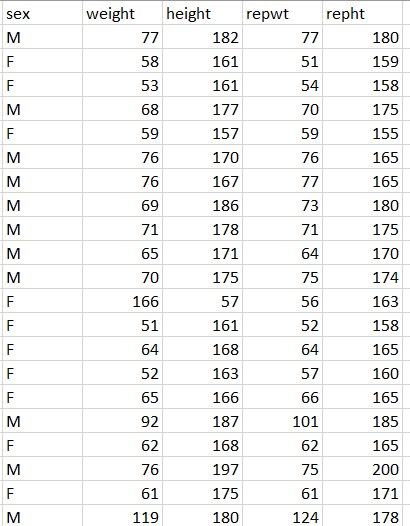 sex weight height repwt repht
M 77 182 77 180
F 58 161 51 159
F 53 161 54 158
M 68 177 70 175
F 59 157 59 155
M 76 170 76 165
M 76 167 77 165
M 69 186 73 180
M 71 178 71 175
M 65 171 64 170
M 70 175 75 174
F 166 57 56 163
F 51 161 52 158
F 64 168 64 165
F 52 163 57 160
F 65 166 66 165
M 92 187 101 185
F 62 168 62 165
M 76 197 75 200
F 61 175 61 171
M 119 180 124 178